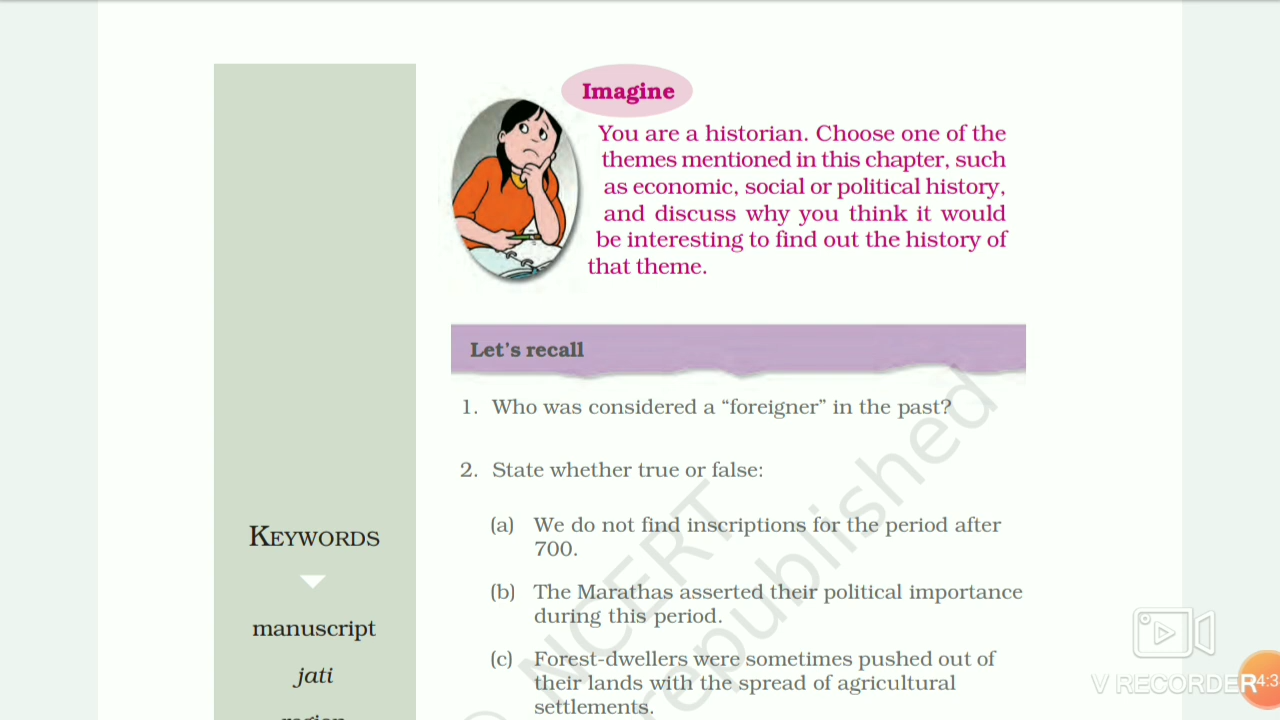 Imagine
You are a historian. Choose one of the
themes mentioned in this chapter, such
as economic, social or political history,
and discuss why you think it would
be interesting to find out the history of
that theme.
Let's recall
1. Who was considered a “foreigner” in the past?
2. State whether true or false:
(a) We do not find inscriptions for the period after
700.
(b) The Marathas asserted their political importance
during this period.
(c) Forest-dwellers were sometimes pushed out of
their lands with the spread of agricultural
settlements.
KEYWORDS
manuscript
jati
NCERT
republished
V RECORDER
4:3